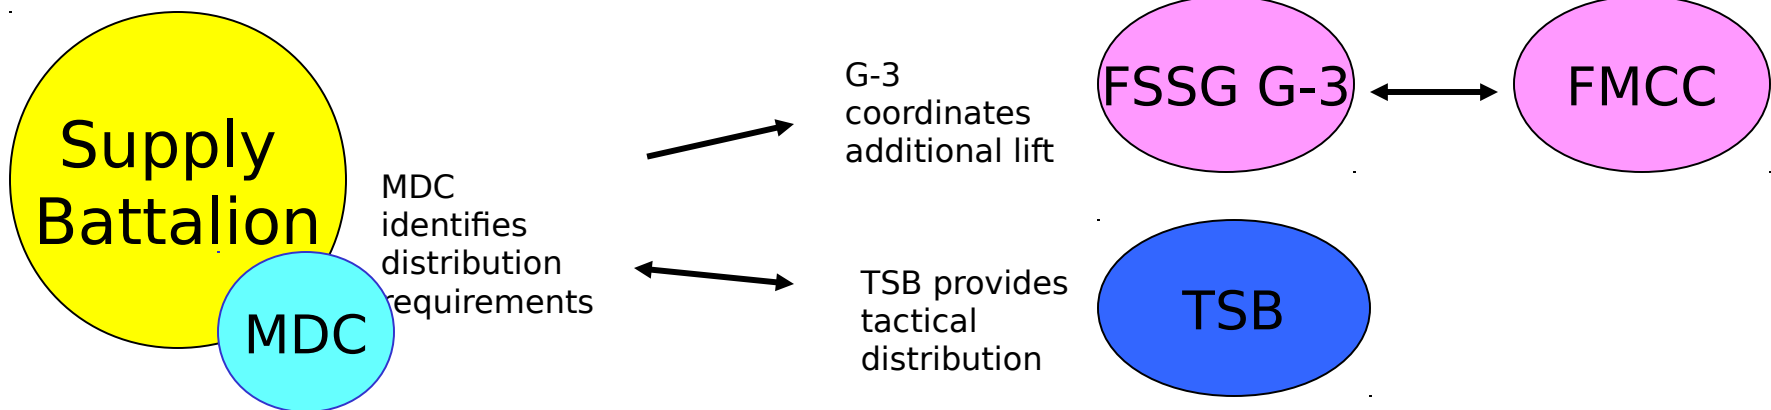 Supply
Battalion
MDC
MDC
identifies
distribution
requirements
G-3
coordinates
additional lift
FSSG G-3
FMCC
TSB provides
tactical
distribution
TSB